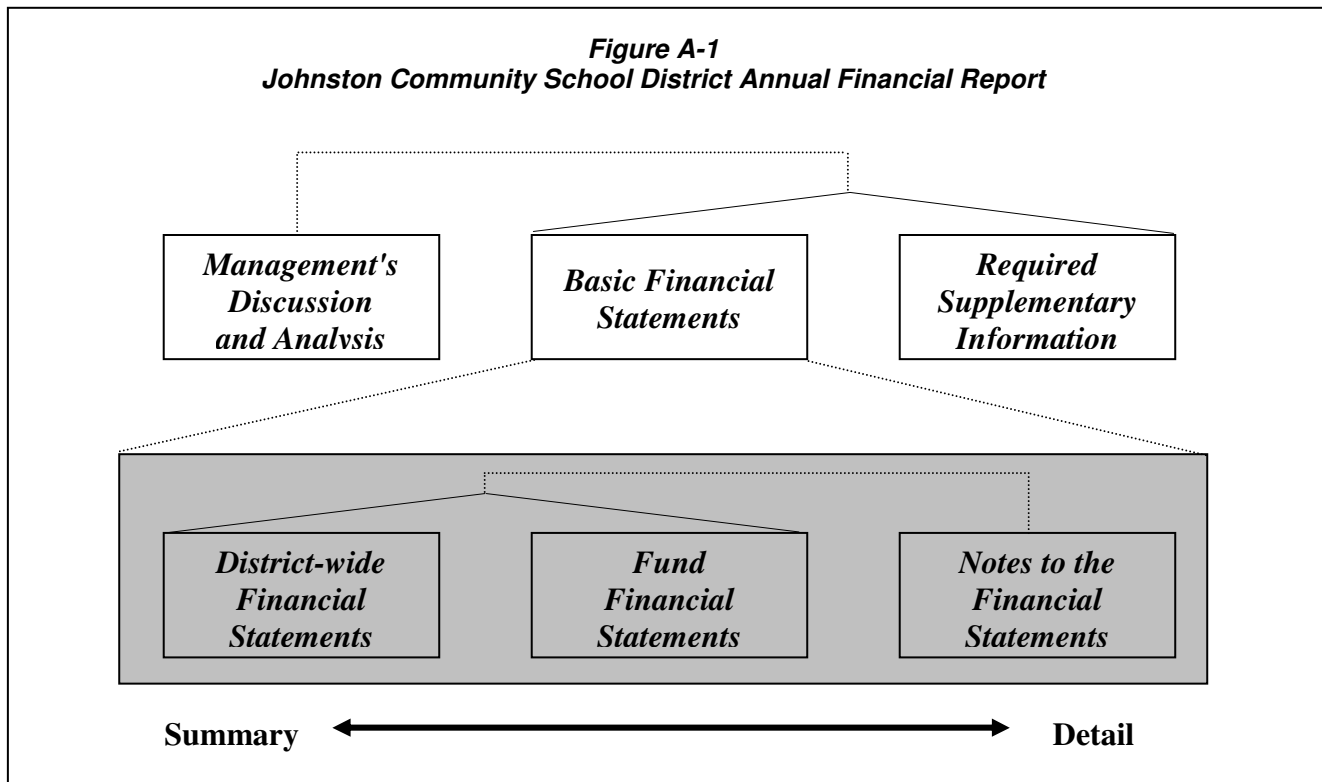 Figure A-1
Johnston Community School District Annual Financial Report
Management's
Discussion
and Analysis
Basic Financial
Statements
Required
Supplementary
Information
District-wide
Financial
Statements
Fund
Financial
Statements
Notes to the
Financial
Statements
Summary
Detail